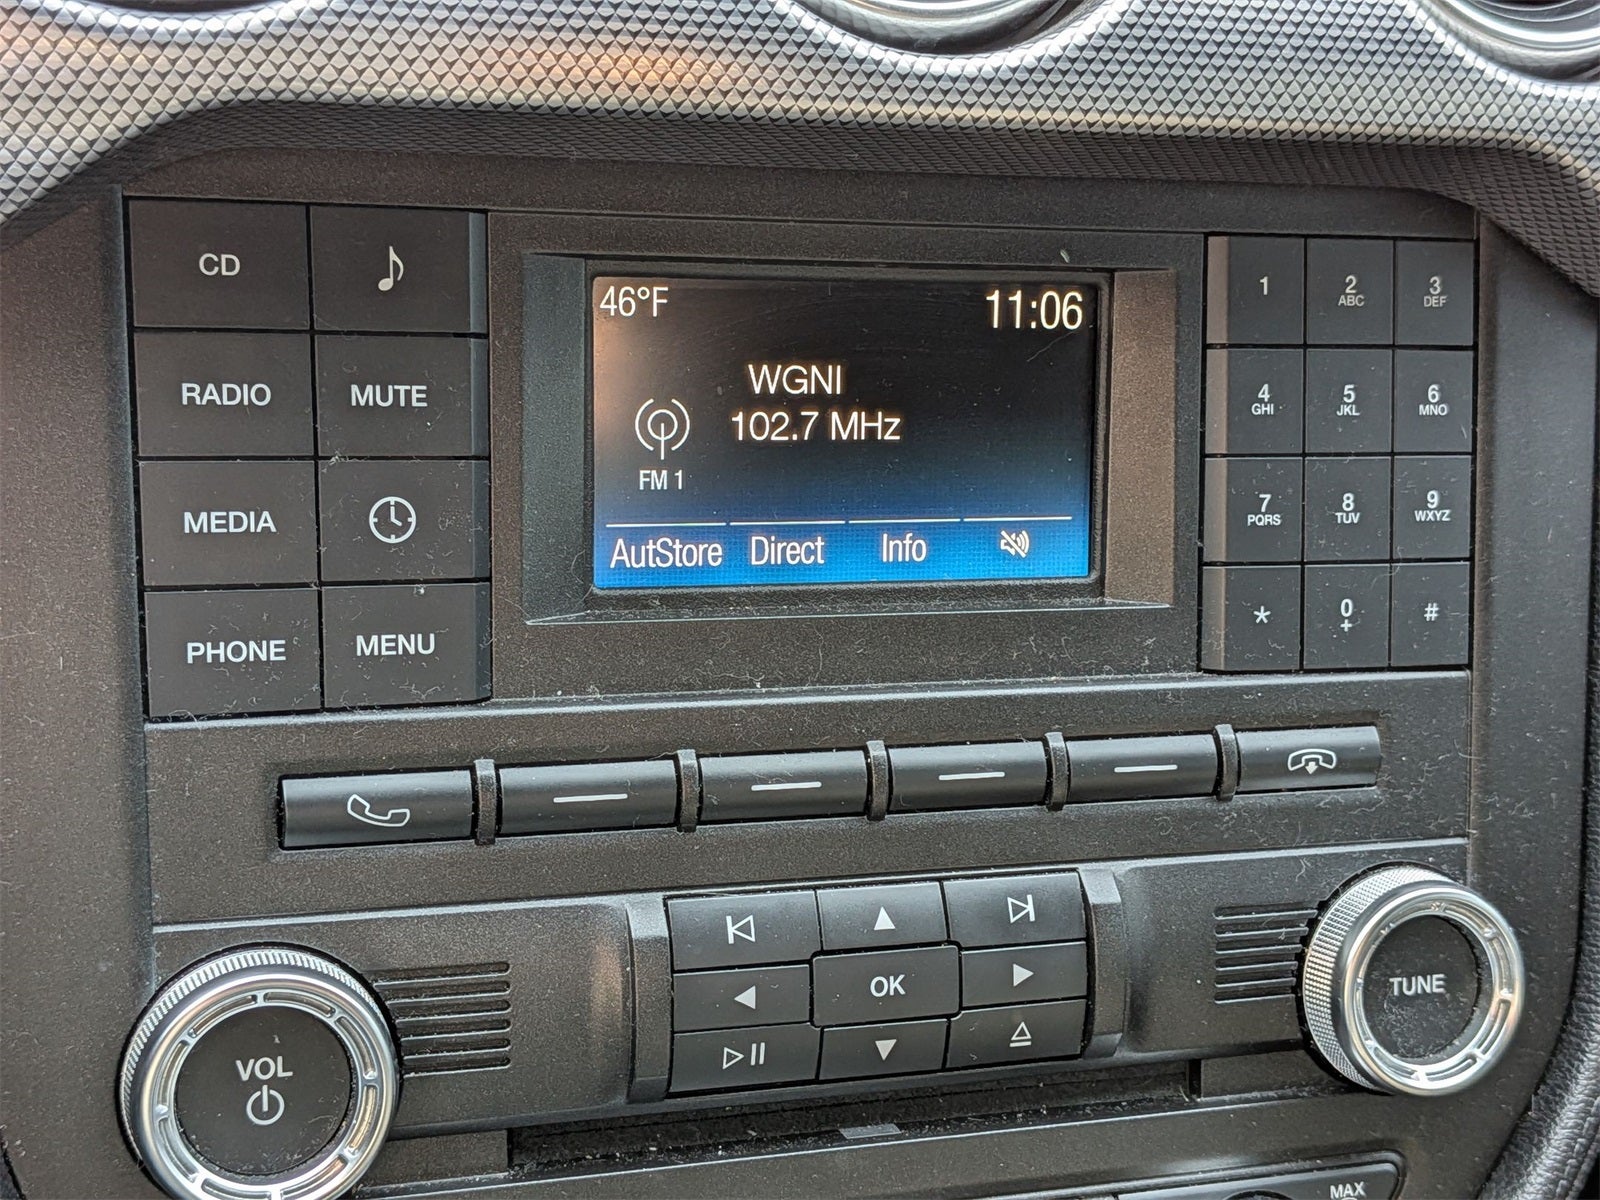 CD
RADIO MUTE
MEDIA
PHONE MENU
46°F 11:06
WGNI
102.7 MHz
FM 1
AutStore Direct Info
1 2 3
ABC DEF
4 5 6
GHI JKL MNO
7 8 9
PQRS TUV WXYZ
* 0 #
+
OK
VOL
TUNE
MAX